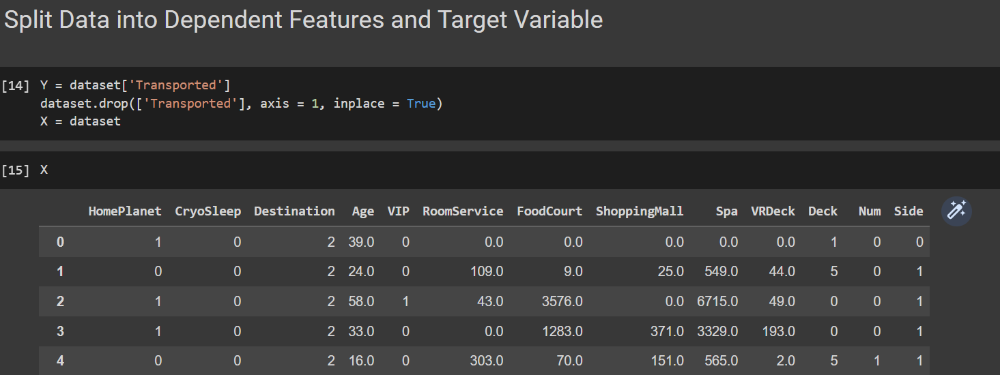 Split Data into Dependent Features and Target Variable
[14] Y = dataset['Transported']
dataset.drop(['Transported'], axis = 1, inplace = True)
X = dataset
[15] X
HomePlanet CryoSleep Destination Age VIP RoomService FoodCourt ShoppingMall Spa VRDeck Deck Num Side
0 1 0 2 39.0 0 0.0 0.0 0.0 0.0 0.0 1 0 0
1 0 0 2 24.0 0 109.0 9.0 25.0 549.0 44.0 5 0 1
2 1 0 2 58.0 1 43.0 3576.0 0.0 6715.0 49.0 0 0 1
3 1 0 2 33.0 0 0.0 1283.0 371.0 3329.0 193.0 0 0 1
4 0 0 2 16.0 0 303.0 70.0 151.0 565.0 2.0 5 1 1